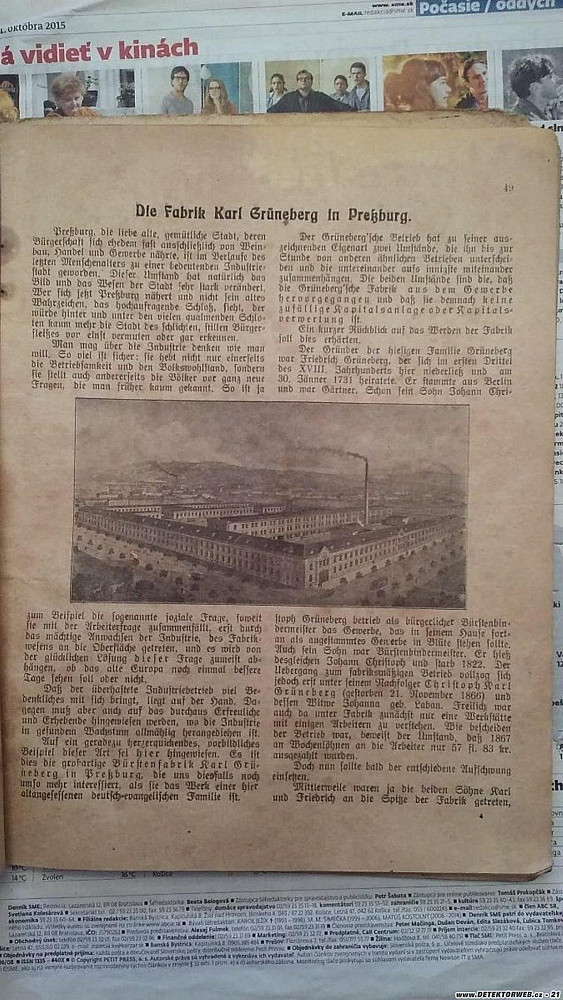 www.sme.sk
E-MAIL redakcia@sme.sk
Počasie / oddych
1. októbra 2015
á vidieť v kinách
49
Die Fabrik Karl Grüneberg in Preßburg.
Preßburg, die liebe alte, gemütliche Stadt, deren
Bürgerschaft sich ehedem fast ausschließlich von Wein-
bau, Handel und Gewerbe nährte, ist im Verlaufe des
letzten Menschenalters zu einer bedeutenden Industrie-
stadt geworden. Dieser Umstand hat natürlich das
Bild und das Wesen der Stadt sehr stark verändert.
Wer sich jetzt Preßburg nähert und nicht sein altes
Wahrzeichen, das hochaufragende Schloß, sieht, der
würde hinter und unter den vielen qualmenden Schlo-
ten kaum mehr die Stadt des schlichten, stillen Bürger-
fleißes vor einst vermuten oder gar erkennen.
Man mag über die Industrie denken wie man
will. So viel ist sicher: sie hebt nicht nur einerseits
die Betriebsamkeit und den Volkswohlstand, sondern
sie stellt auch andererseits die Völker vor ganz neue
Fragen, die man früher kaum gekannt. So ist ja
zum Beispiel die sogenannte soziale Frage, soweit
sie mit der Arbeiterfrage zusammenfällt, erst durch
das mächtige Anwachsen der Industrie, des Fabrik-
wesens an die Oberfläche getreten, und es wird von
der glücklichen Lösung dieser Frage zumeist ab-
hängen, ob das alte Europa noch einmal bessere
Tage sehen soll oder nicht.
Daß der überhastete Industriebetrieb viel Be-
denkliches mit sich bringt, liegt auf der Hand. Da-
gegen muß aber auch auf das durchaus Erfreuliche
und Erhebende hingewiesen werden, wo die Industrie
in gesundem Wachstum allmählig herangediehen ist.
Auf ein geradezu herzerquickendes, vorbildliches
Beispiel dieser Art sei hier hingewiesen. Es ist
dies die großartige Bürstenfabrik Karl Grü-
neberg in Preßburg, die uns diesfalls noch
umso mehr interessiert, als sie das Werk einer hier
altangesessenen deutsch-evangelischen Familie ist.
Der Grüneberg'sche Betrieb hat zu seiner aus-
zeichnenden Eigenart zwei Umstände, die ihn bis zur
Stunde von anderen ähnlichen Betrieben unterschei-
den und die untereinander aufs innigste miteinander
zusammenhängen. Die beiden Umstände sind die, daß
die Grüneberg'sche Fabrik aus dem Gewerbe
hervorgegangen und daß sie demnach keine
zufällige Kapitalsanlage oder Kapitals-
verwertung ist.
Ein kurzer Rückblick auf das Werden der Fabrik
soll dies erhärten.
Der Gründer der hiesigen Familie Grüneberg
war Friedrich Grüneberg, der sich im ersten Drittel
des XVIII. Jahrhunderts hier niederließ und am
30. Jänner 1731 heiratete. Er stammte aus Berlin
und war Gärtner. Schon sein Sohn Johann Chri-
stoph Grüneberg betrieb als bürgerlicher Bürstenbin-
dermeister das Gewerbe, das in seinem Hause fort-
an als angestammtes Gewerbe in Blüte stehen sollte.
Auch sein Sohn war Bürstenbindermeister. Er hieß
desgleichen Johann Christoph und starb 1822. Der
Uebergang zum fabriksmäßigen Betrieb vollzog sich
jedoch erst unter seinem Nachfolger Christoph Karl
Grüneberg (gestorben 21. November 1866) und
dessen Witwe Johanna geb. Laban. Freilich war
auch da unter Fabrik zunächst nur eine Werkstätte
mit einigen Arbeitern zu verstehen. Wie bescheiden
der Betrieb war, beweist der Umstand, daß 1867
an Wochenlöhnen an die Arbeiter nur 57 fl. 83 kr.
ausgezahlt wurden.
Doch nun sollte bald der entschiedene Aufschwung
einsetzen.
Mittlerweile waren ja die beiden Söhne Karl
und Friedrich an die Spitze der Fabrik getreten,
4
14°C Zvolen 16°C Košice
www.DETEKTORWEB.cz - 21